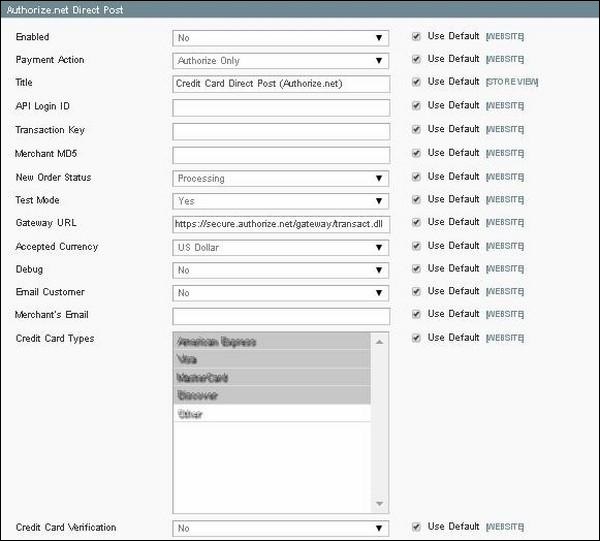 Authorize.net Direct Post
Enabled No Use Default [WEBSITE]
Payment Action Authorize Only Use Default [WEBSITE]
Title Credit Card Direct Post (Authorize.net) Use Default [STORE VIEW]
API Login ID Use Default [WEBSITE]
Transaction Key Use Default [WEBSITE]
Merchant MD5 Use Default [WEBSITE]
New Order Status Processing Use Default [WEBSITE]
Test Mode Yes Use Default [WEBSITE]
Gateway URL https://secure.authorize.net/gateway/transact.dll Use Default [WEBSITE]
Accepted Currency US Dollar Use Default [WEBSITE]
Debug No Use Default [WEBSITE]
Email Customer No Use Default [WEBSITE]
Merchant's Email Use Default [WEBSITE]
Credit Card Types American Express Use Default [WEBSITE]
Visa
MasterCard
Discover
Other
Credit Card Verification No Use Default [WEBSITE]